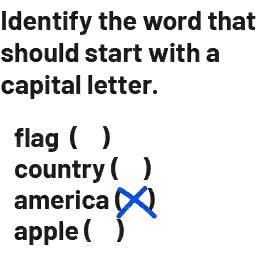 Identify the word that
should start with a
capital letter.
flag ( )
country ( )
america (X)
apple ( )